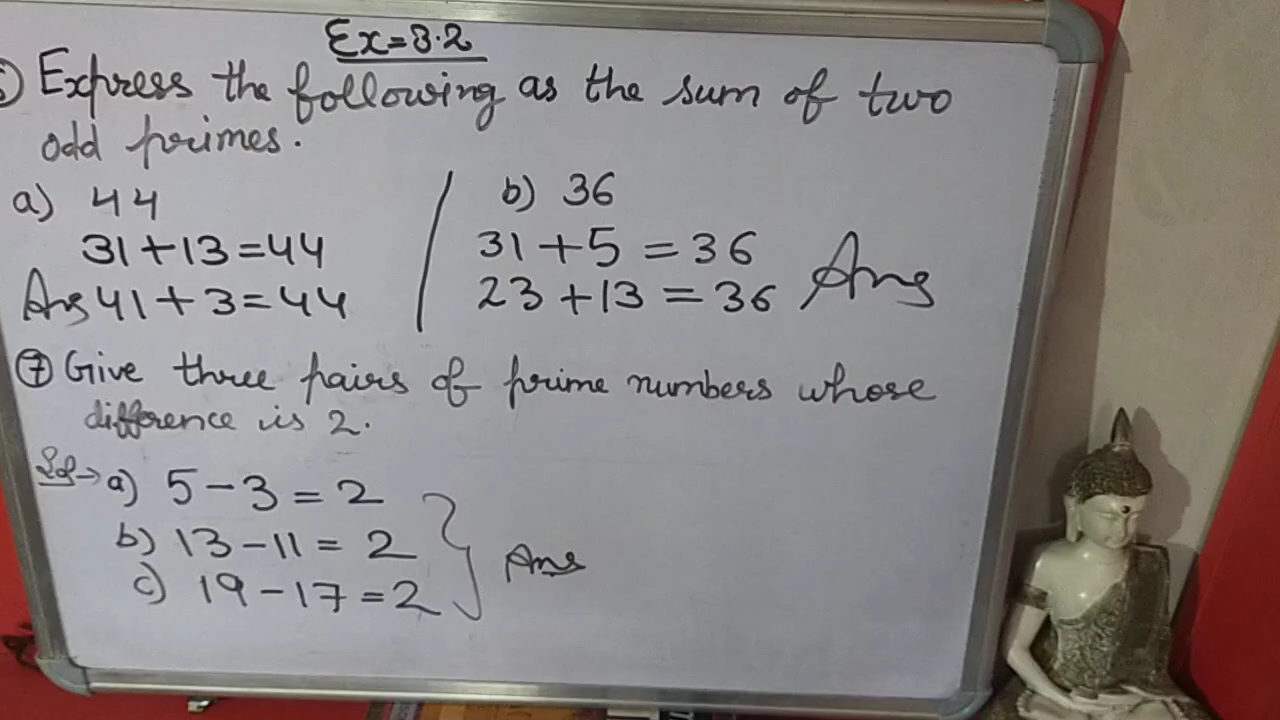 Ex=3.2
Express the following as the sum of two
odd primes.
a) 44
31+13=44
Ans 41+3=44
b) 36
31+5=36
23+13=36 Ans
⑦ Give three pairs of prime numbers whose
difference is 2.
Sol→ a) 5-3=2
b) 13-11=2
c) 19-17=2
Ans